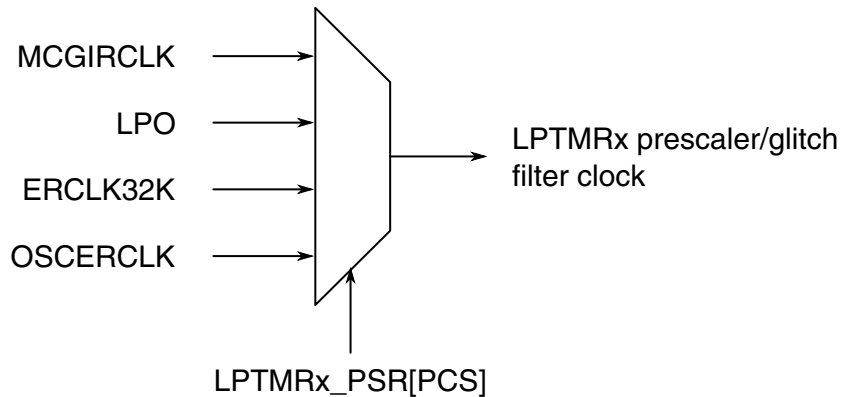 MCGIRCLK
LPO
ERCLK32K
OSCERCLK
LPTMRx prescaler/glitch
filter clock
LPTMRx_PSR[PCS]